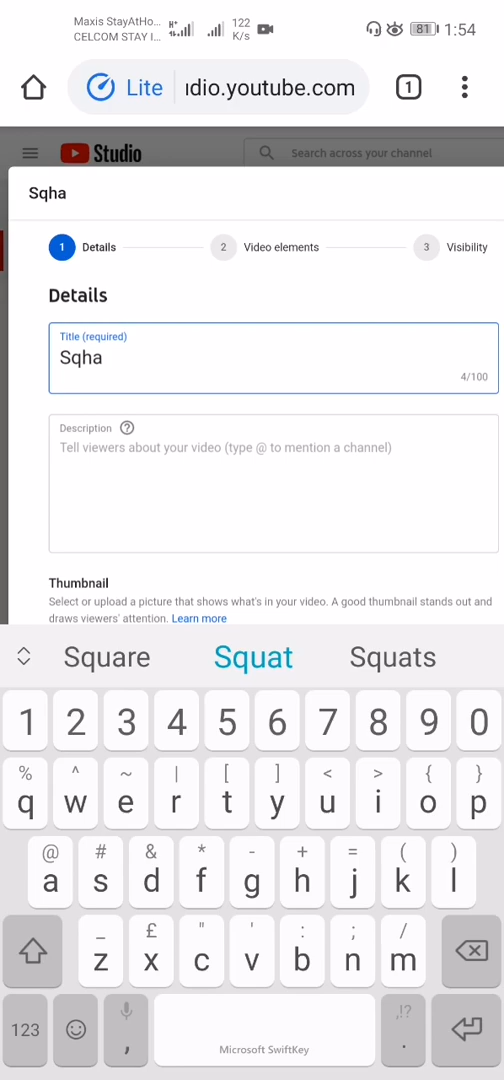 Maxis StayAtHo...
CELCOM STAY I...
H+
122
K/s
81
1:54
Lite
ıdio.youtube.com
1
Studio
Search across your channel
Sqha
1 Details
2 Video elements
3 Visibility
Details
Title (required)
Sqha
4/100
Description ?
Tell viewers about your video (type @ to mention a channel)
Thumbnail
Select or upload a picture that shows what's in your video. A good thumbnail stands out and
draws viewers' attention. Learn more
Square Squat Squats
1 2 3 4 5 6 7 8 9 0
% ^ ~ | [ ] < > { }
q w e r t y u i o p
@ # & * - + = ( )
a s d f g h j k l
_ £ " ' : ; /
z x c v b n m
,!?
123 , .
Microsoft SwiftKey